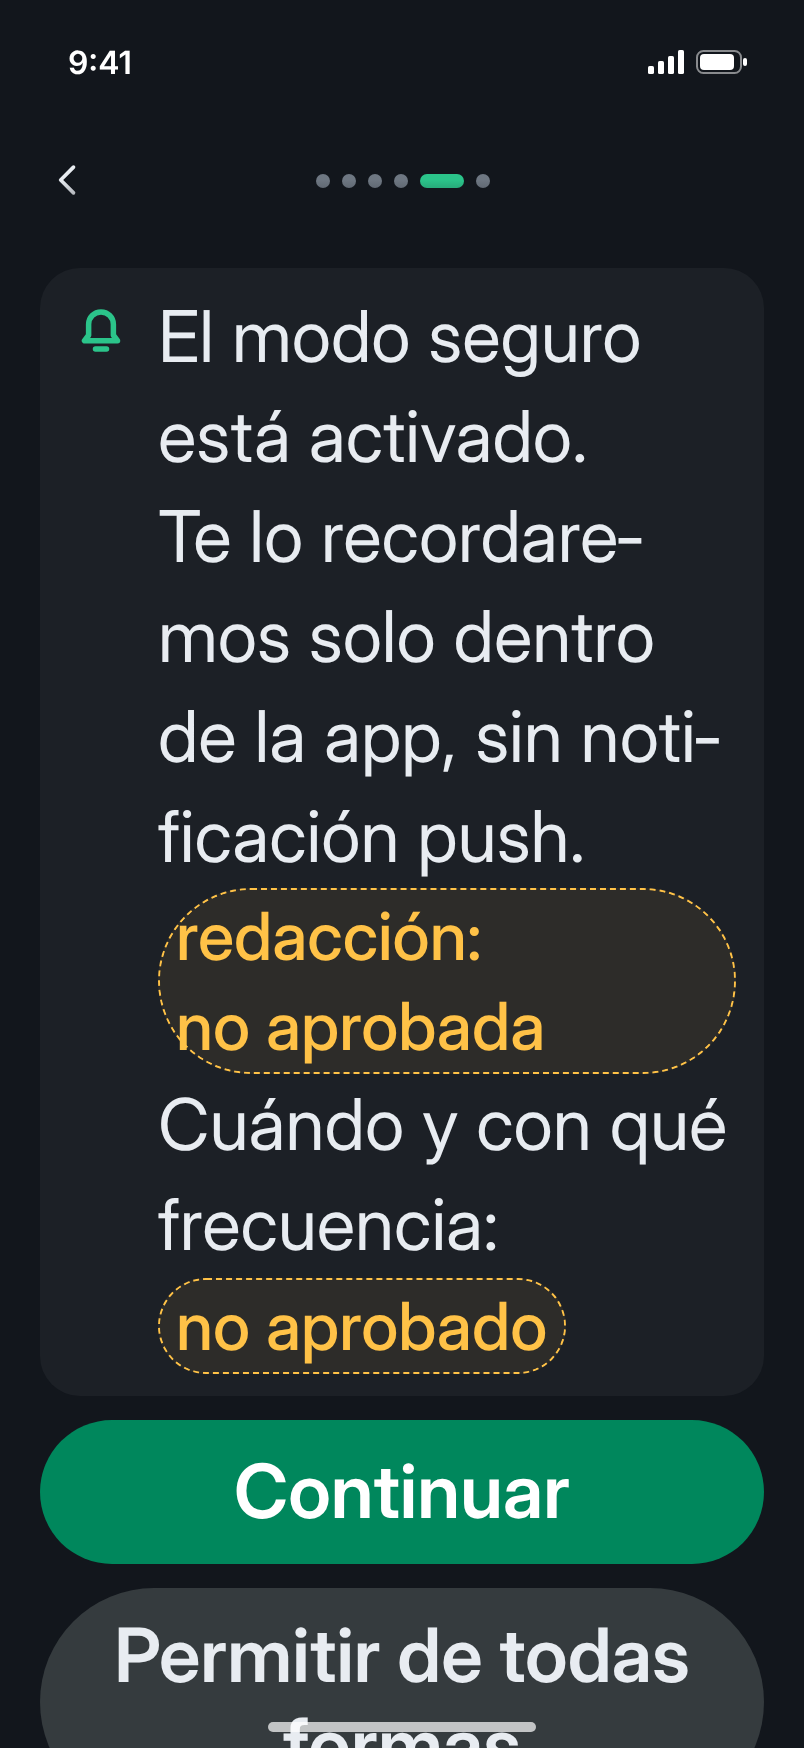 9:41
El modo seguro
está activado.
Te lo recordare-
mos solo dentro
de la app, sin noti-
ficación push.
redacción:
no aprobada
Cuándo y con qué
frecuencia:
no aprobado
Continuar
Permitir de todas
formas